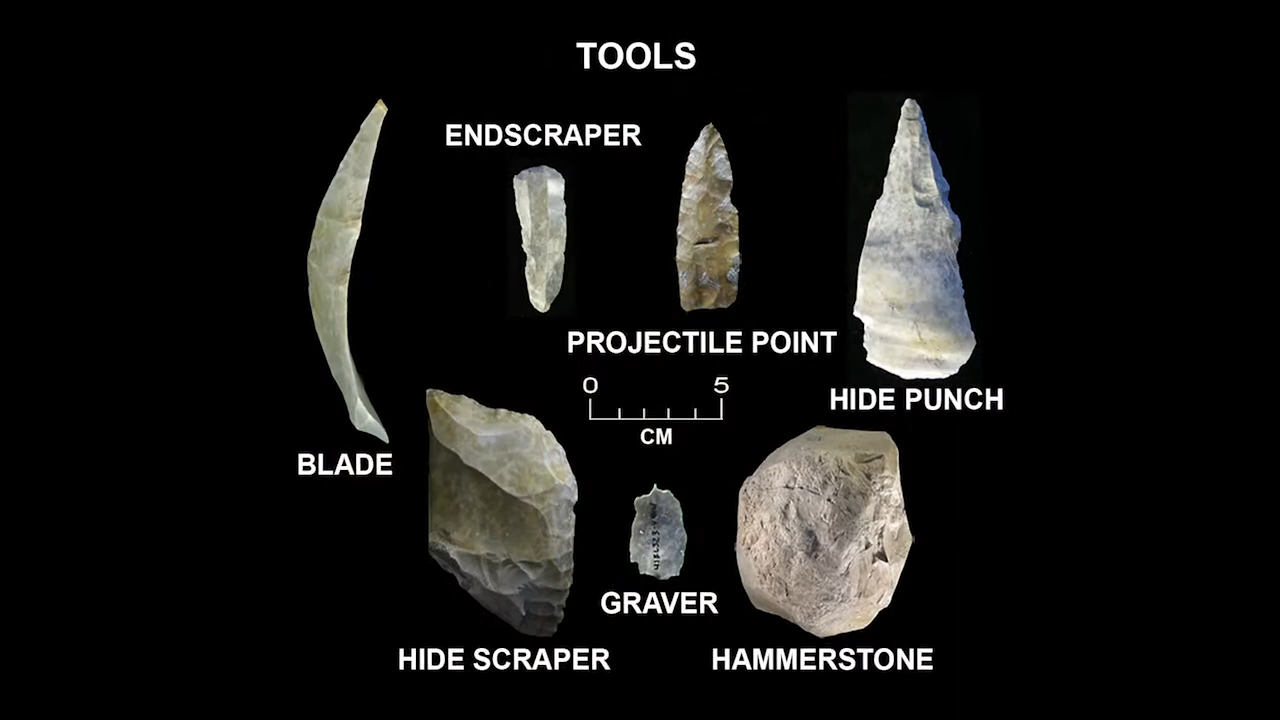 TOOLS
ENDSCRAPER
PROJECTILE POINT
HIDE PUNCH
0 5
CM
BLADE
GRAVER
HIDE SCRAPER
HAMMERSTONE